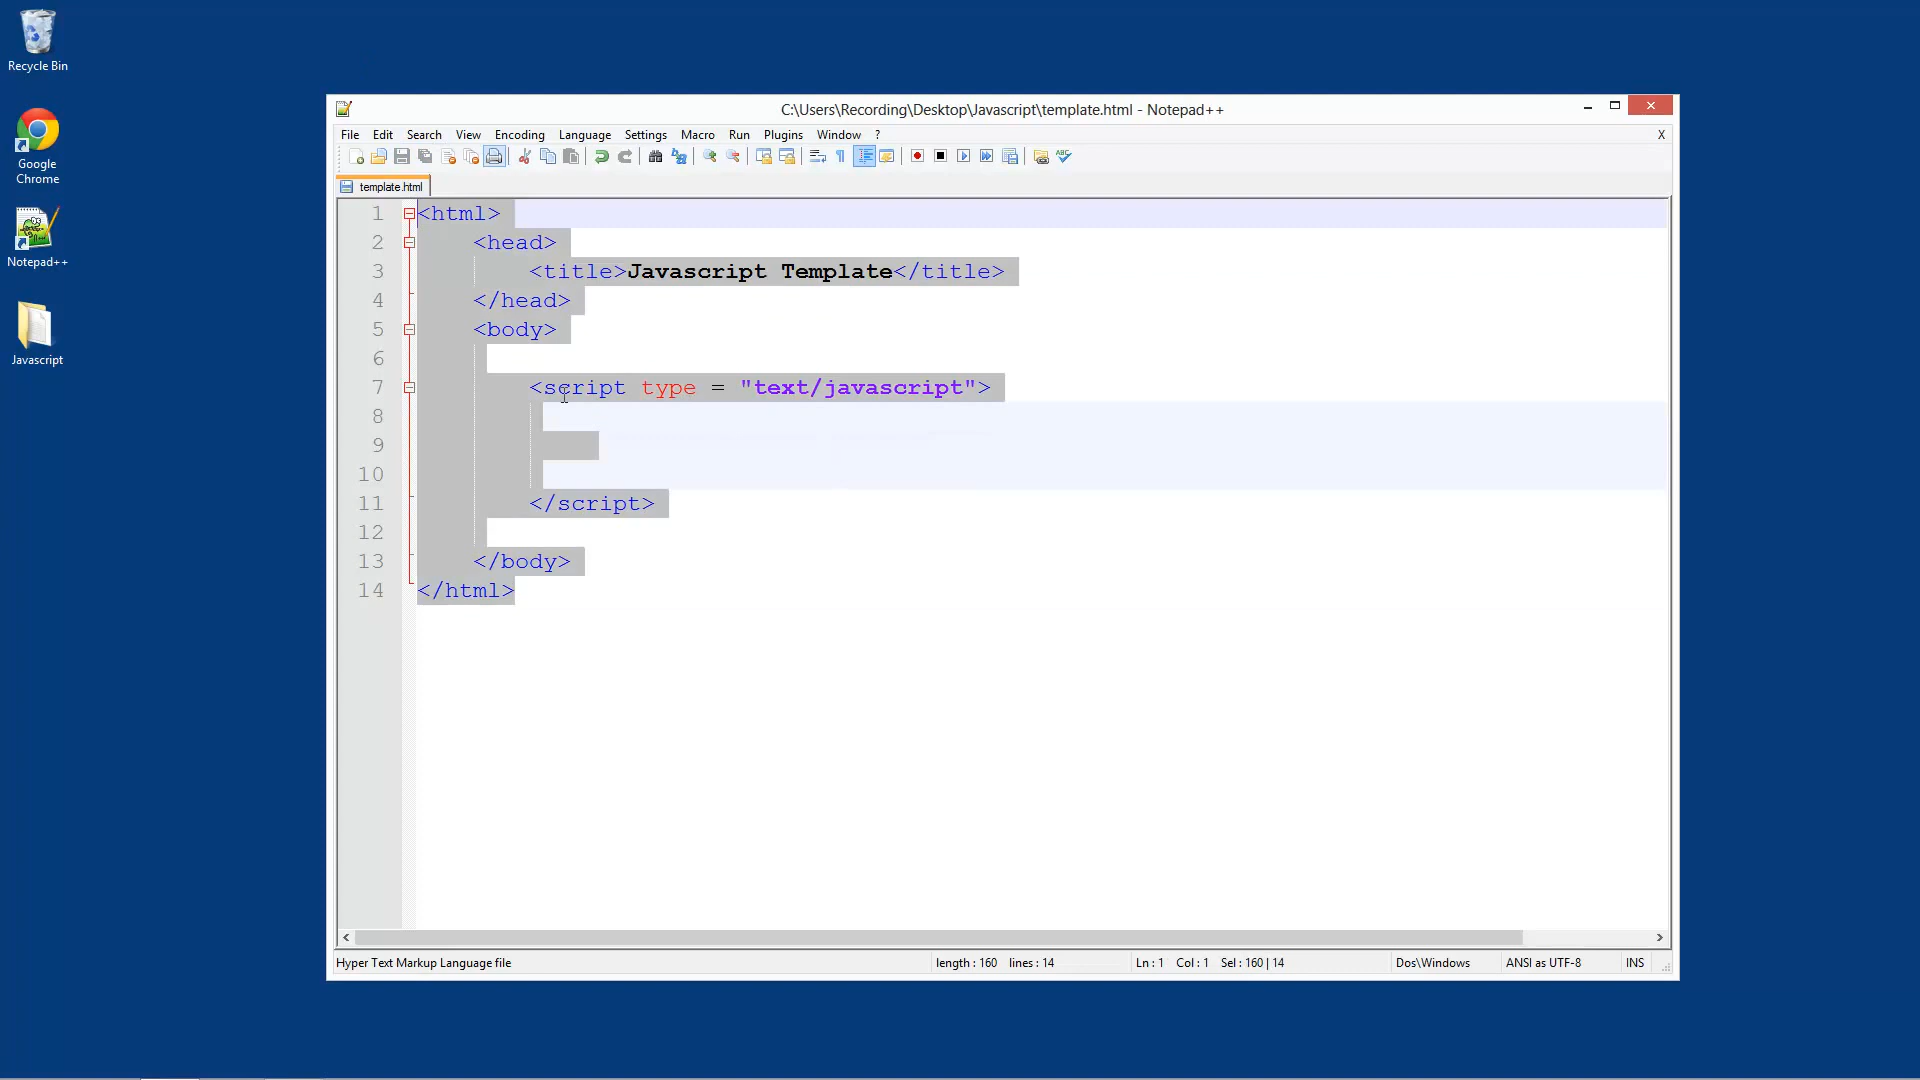 Recycle Bin
Google
Chrome
Notepad++
Javascript
C:\Users\Recording\Desktop\Javascript\template.html - Notepad++
File Edit Search View Encoding Language Settings Macro Run Plugins Window ? X
ABC
template.html
1 <html>
2 <head>
3 <title>Javascript Template</title>
4 </head>
5 <body>
6
7 <script type = "text/javascript">
8
9
10
11 </script>
12
13 </body>
14 </html>
Hyper Text Markup Language file length : 160 lines : 14 Ln : 1 Col : 1 Sel : 160 | 14 Dos\Windows ANSI as UTF-8 INS